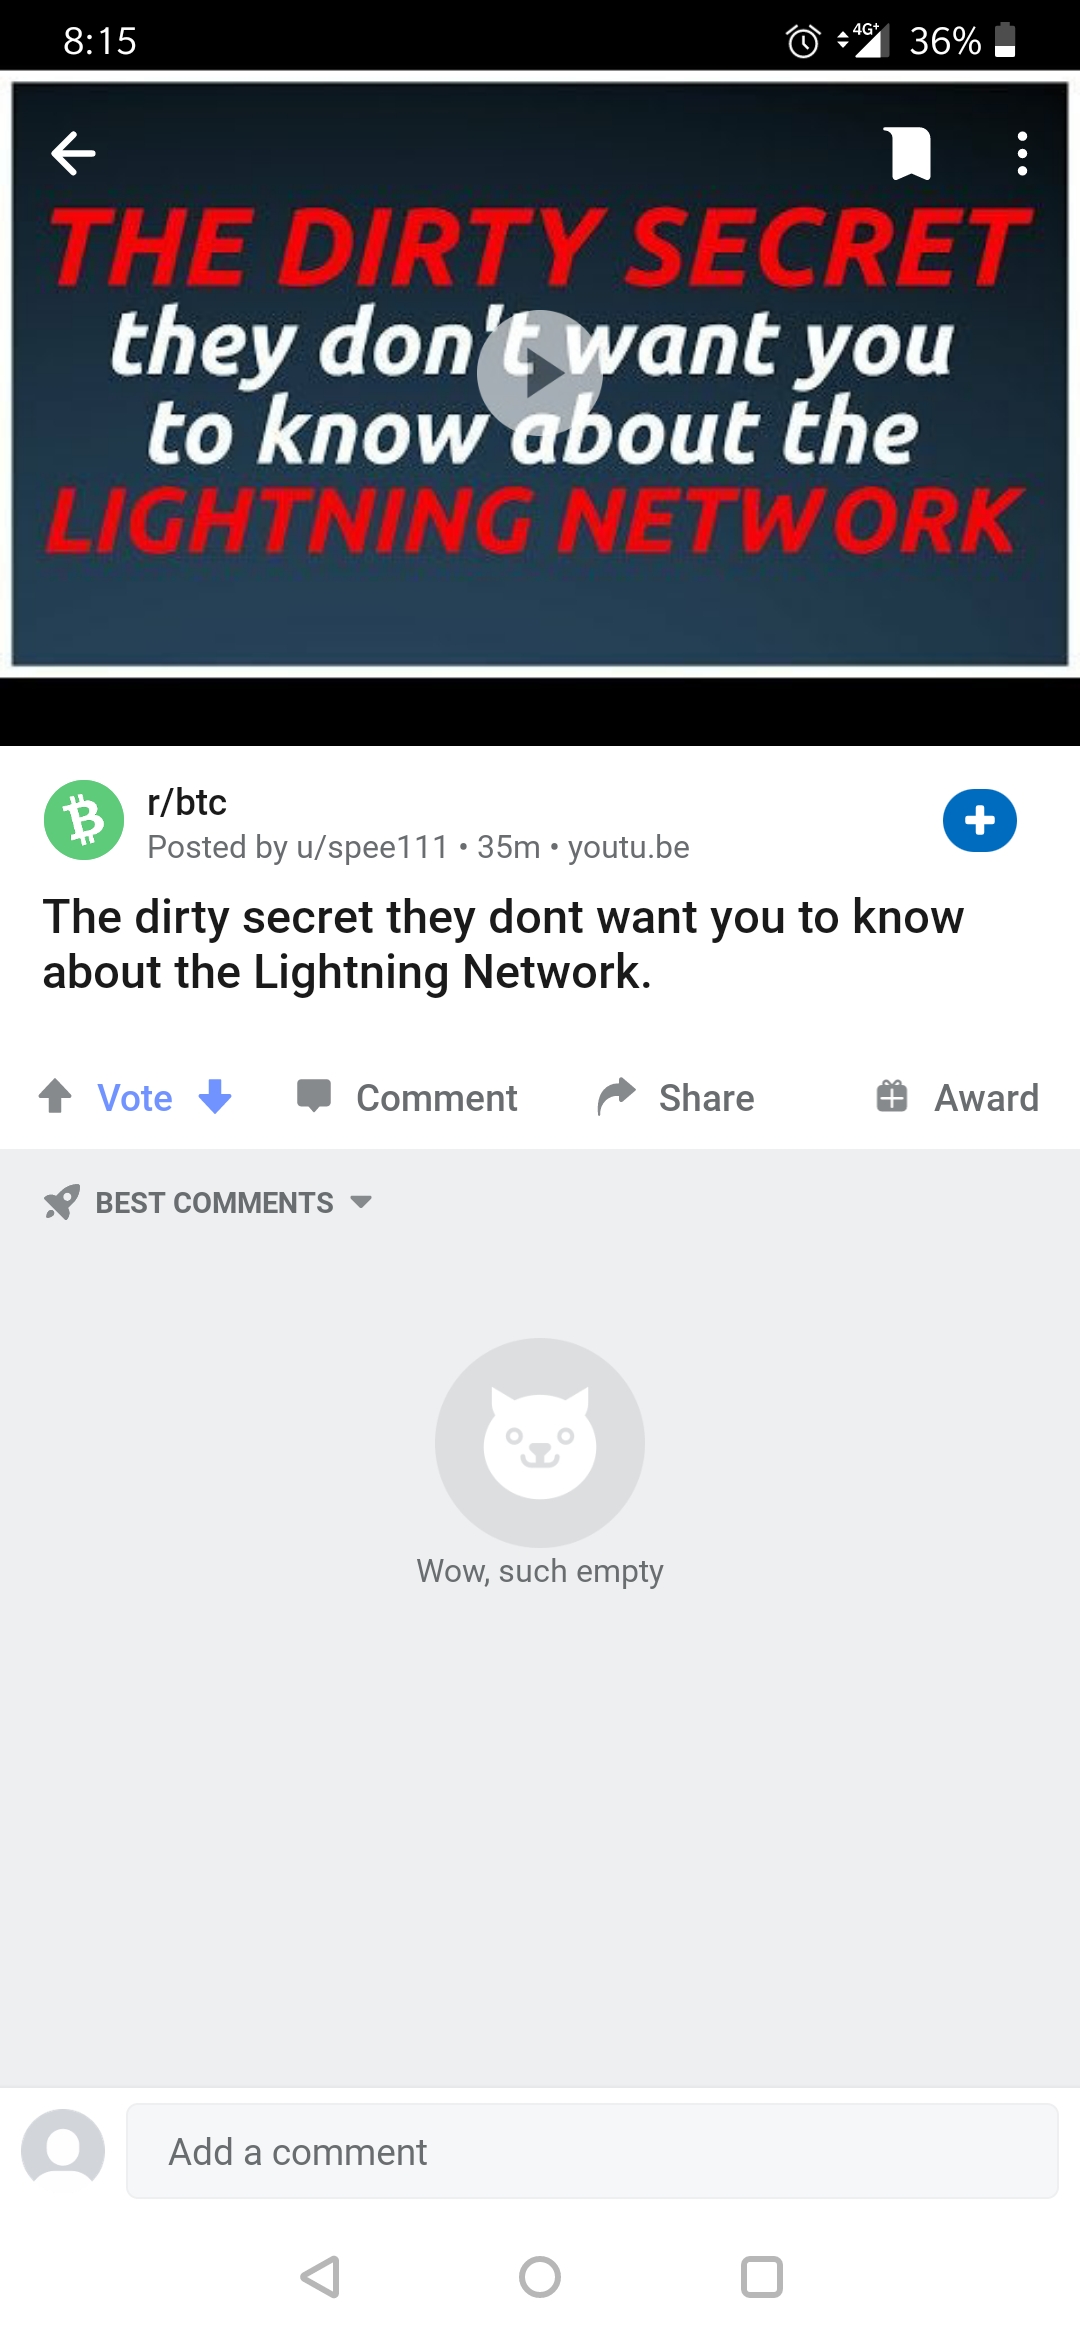 8:15
4G+ 36%
THE DIRTY SECRET
they don't want you
to know about the
LIGHTNING NETWORK
r/btc
Posted by u/spee111 • 35m • youtu.be
The dirty secret they dont want you to know
about the Lightning Network.
Vote Comment Share Award
BEST COMMENTS
Wow, such empty
Add a comment